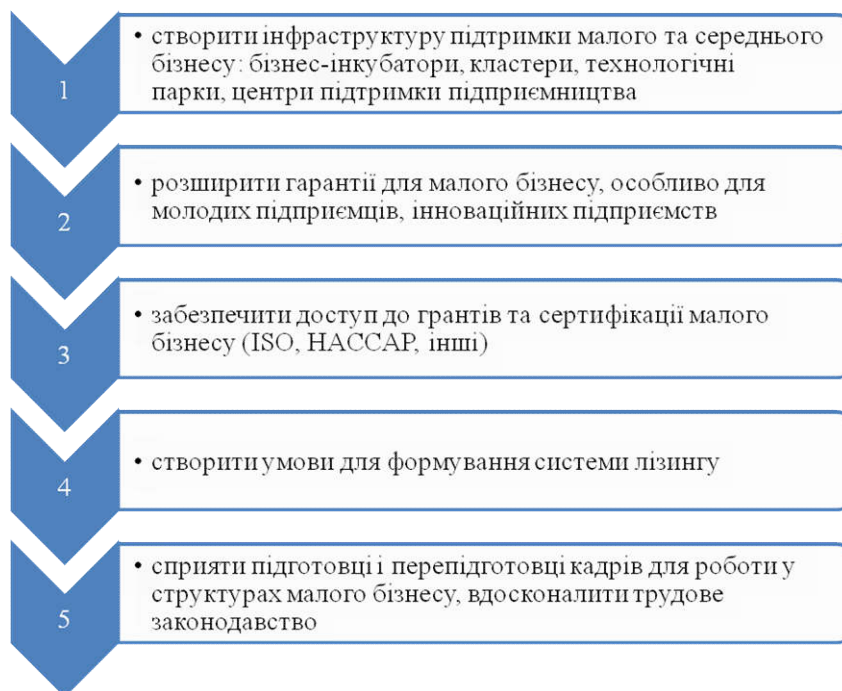 1
• створити інфраструктуру підтримки малого та середнього
бізнесу: бізнес-інкубатори, кластери, технологічні
парки, центри підтримки підприємництва
2
• розширити гарантії для малого бізнесу, особливо для
молодих підприємців, інноваційних підприємств
3
• забезпечити доступ до грантів та сертифікації малого
бізнесу (ISO, HACCAP, інші)
4
• створити умови для формування системи лізингу
5
• сприяти підготовці і перепідготовці кадрів для роботи у
структурах малого бізнесу, вдосконалити трудове
законодавство